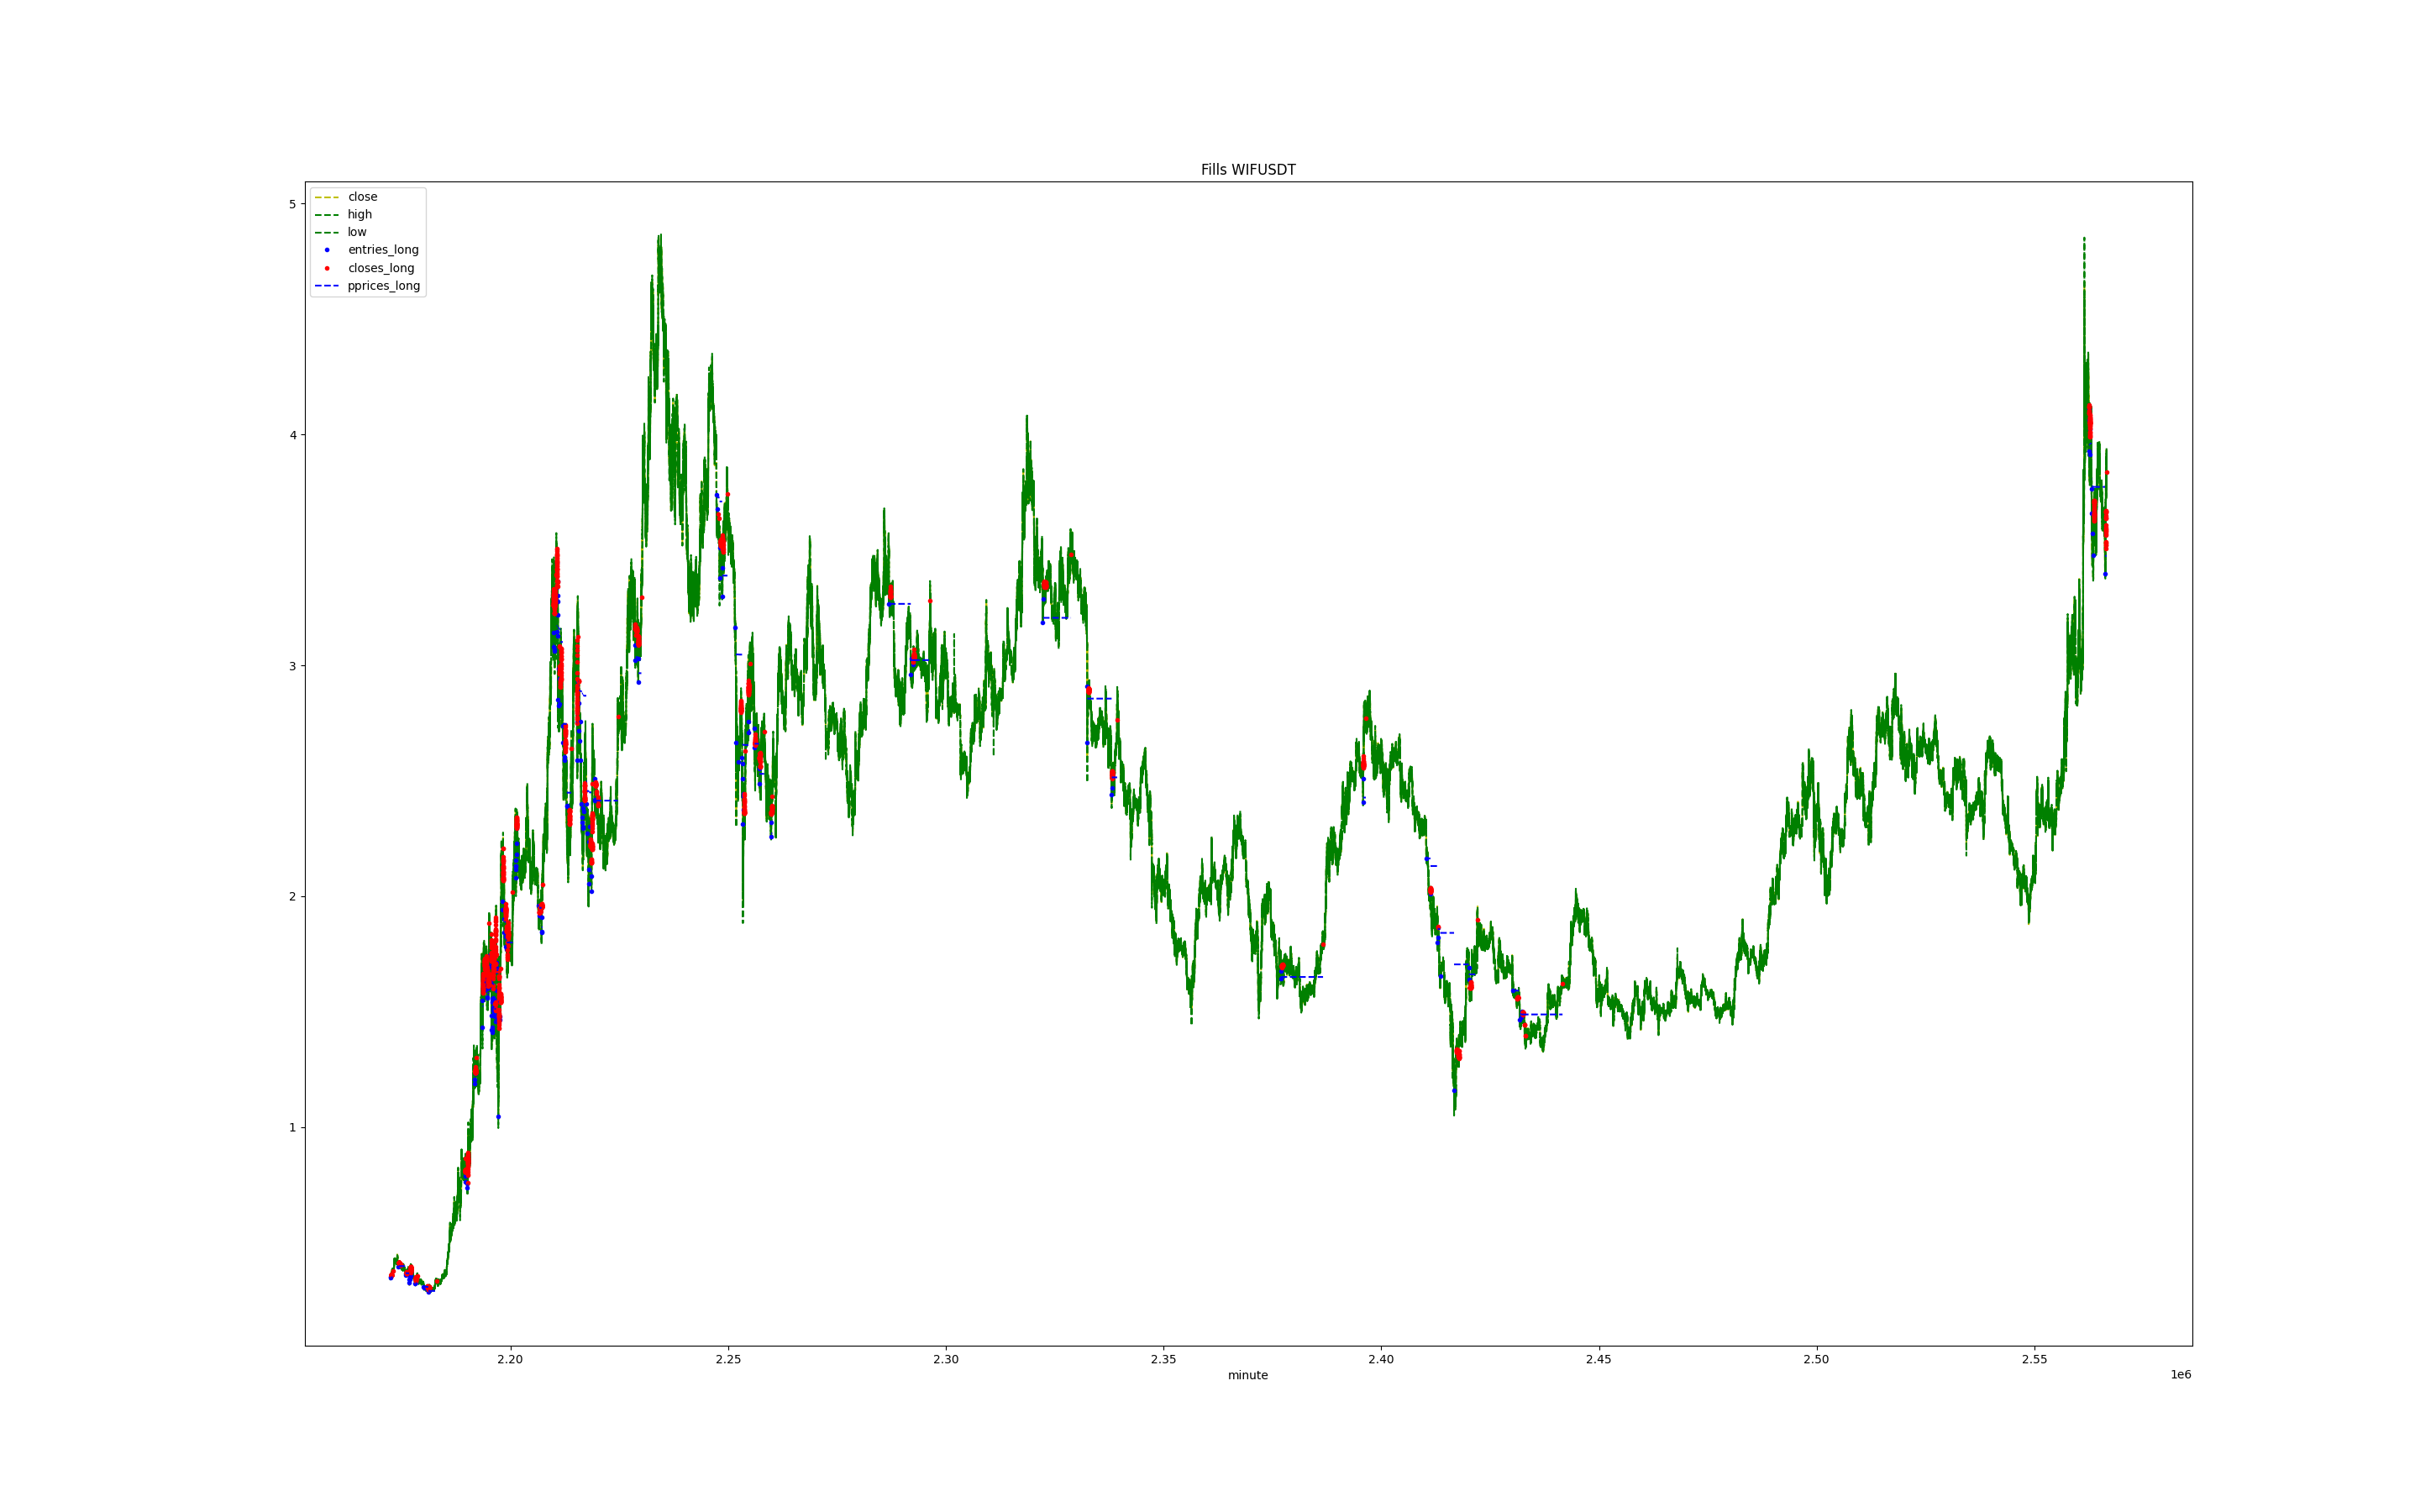 Fills WIFUSDT
close
high
low
entries_long
closes_long
pprices_long
5
4
3
2
1
2.20 2.25 2.30 2.35 2.40 2.45 2.50 2.55
minute
1e6